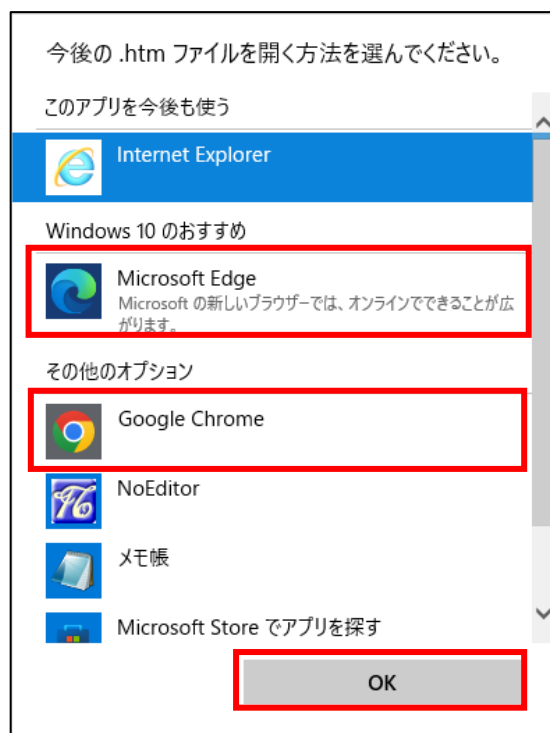 今後の .htm ファイルを開く方法を選んでください。
このアプリを今後も使う
Internet Explorer
Windows 10 のおすすめ
Microsoft Edge
Microsoft の新しいブラウザーでは、オンラインでできることが広
がります。
その他のオプション
Google Chrome
NoEditor
メモ帳
Microsoft Store でアプリを探す
OK